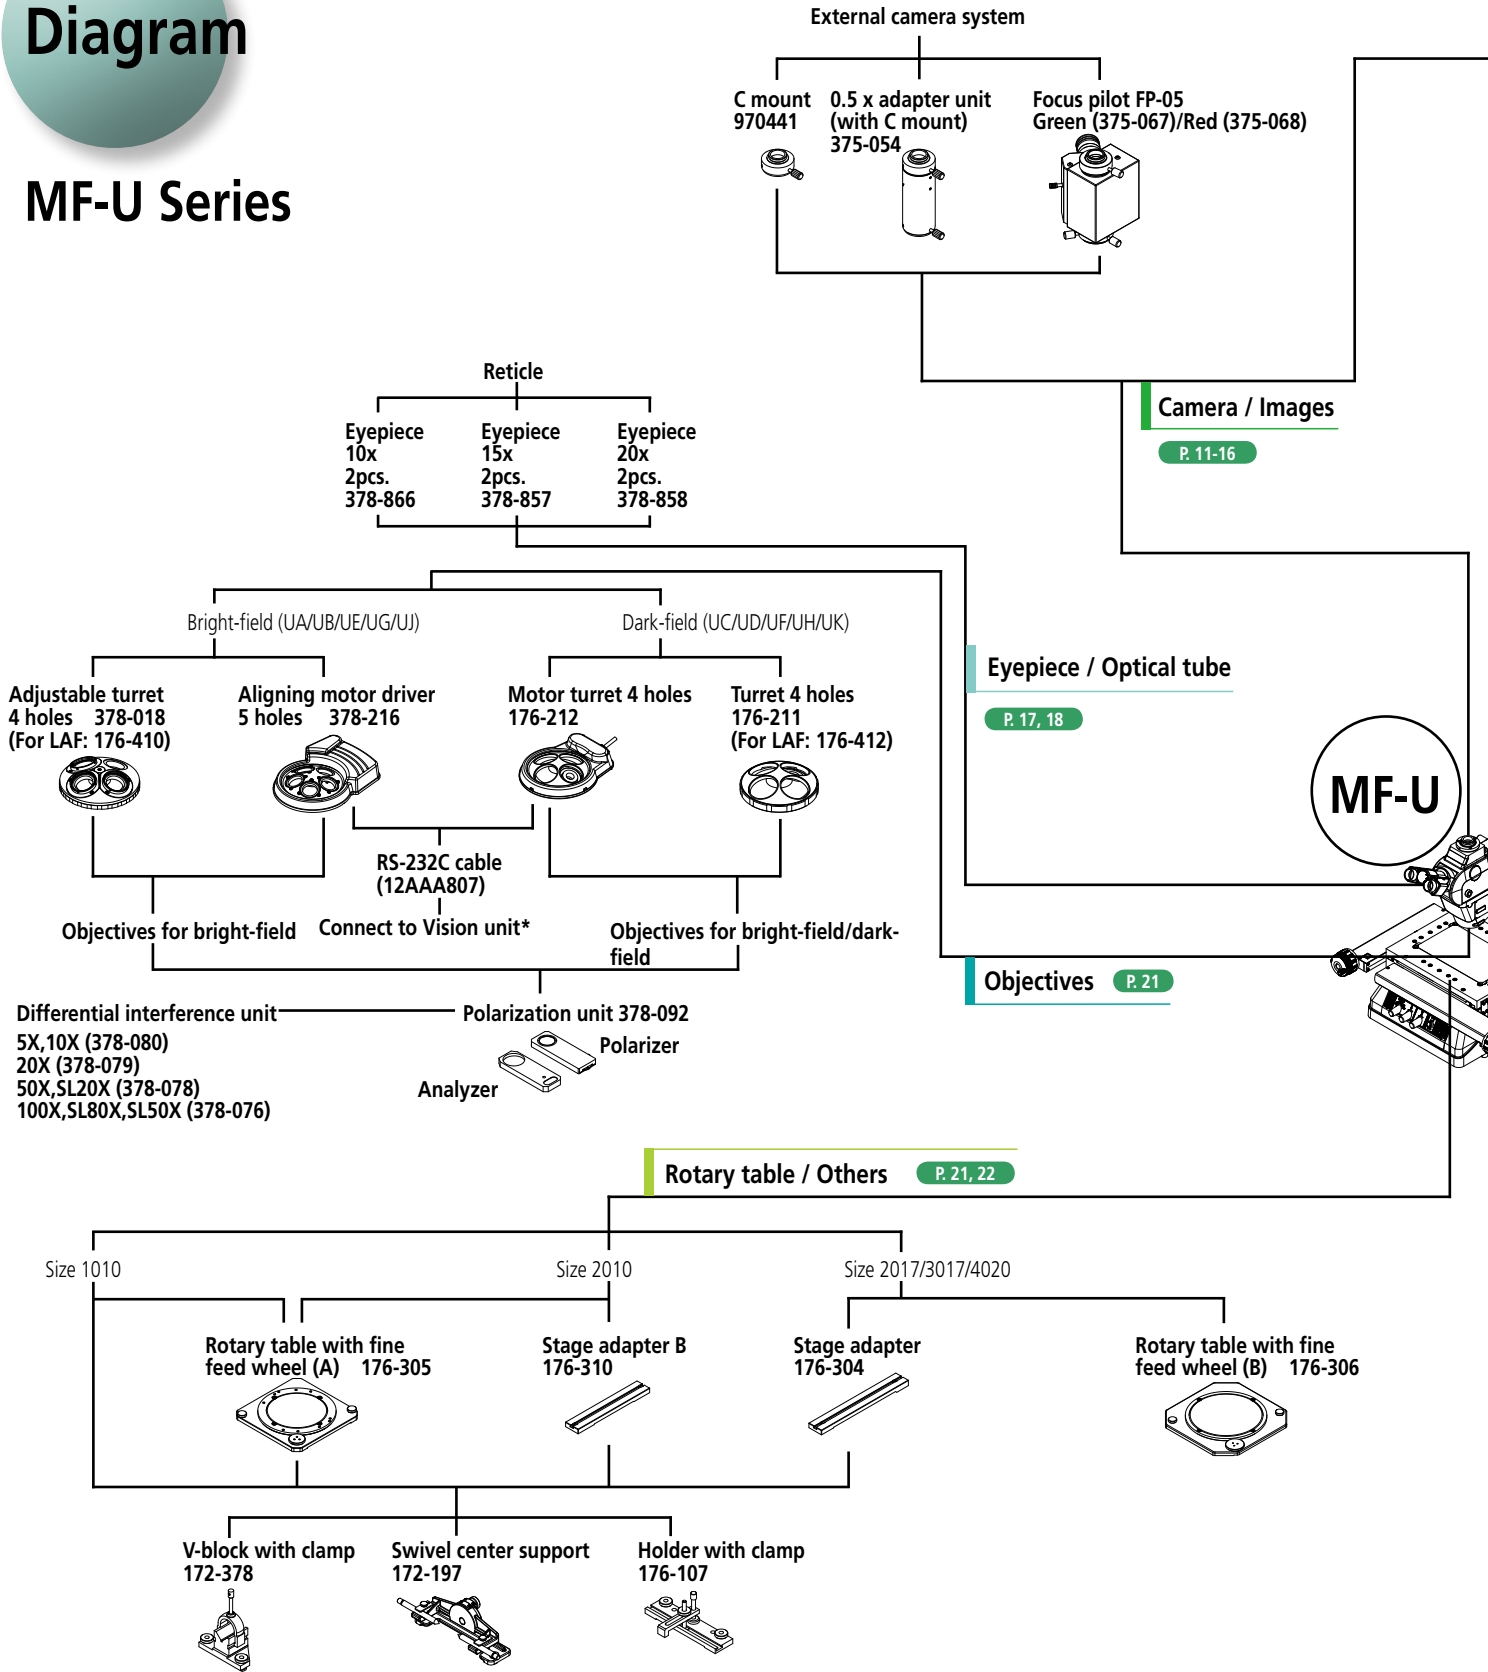 Diagram
MF-U Series
External camera system
C mount
970441
0.5 x adapter unit
(with C mount)
375-054
Focus pilot FP-05
Green (375-067)/Red (375-068)
Camera / Images
P. 11-16
Reticle
Eyepiece
10x
2pcs.
378-866
Eyepiece
15x
2pcs.
378-857
Eyepiece
20x
2pcs.
378-858
Bright-field (UA/UB/UE/UG/UJ)
Dark-field (UC/UD/UF/UH/UK)
Eyepiece / Optical tube
P. 17, 18
Adjustable turret
4 holes 378-018
(For LAF: 176-410)
Aligning motor driver
5 holes 378-216
Motor turret 4 holes
176-212
Turret 4 holes
176-211
(For LAF: 176-412)
MF-U
RS-232C cable
(12AAA807)
Connect to Vision unit*
Objectives for bright-field
Objectives for bright-field/dark-
field
Objectives
P. 21
Differential interference unit
5X,10X (378-080)
20X (378-079)
50X,SL20X (378-078)
100X,SL80X,SL50X (378-076)
Polarization unit 378-092
Polarizer
Analyzer
Rotary table / Others
P. 21, 22
Size 1010
Size 2010
Size 2017/3017/4020
Rotary table with fine
feed wheel (A) 176-305
Stage adapter B
176-310
Stage adapter
176-304
Rotary table with fine
feed wheel (B) 176-306
V-block with clamp
172-378
Swivel center support
172-197
Holder with clamp
176-107